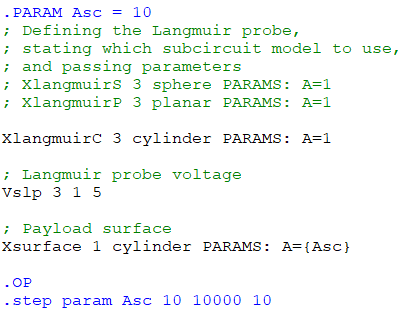 .PARAM Asc = 10
; Defining the Langmuir probe,
; stating which subcircuit model to use,
; and passing parameters
; XlangmuirS 3 sphere PARAMS: A=1
; XlangmuirP 3 planar PARAMS: A=1
XlangmuirC 3 cylinder PARAMS: A=1
; Langmuir probe voltage
Vslp 3 1 5
; Payload surface
Xsurface 1 cylinder PARAMS: A={Asc}
.OP
.step param Asc 10 10000 10